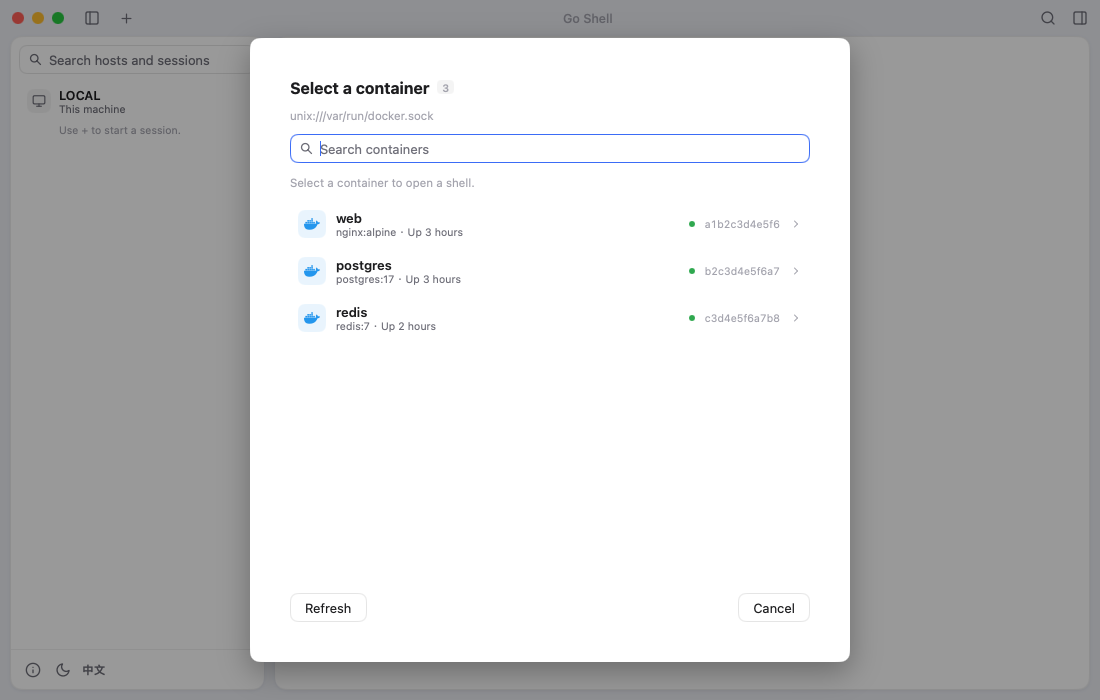 Go Shell
Search hosts and sessions
LOCAL
This machine
Use + to start a session.
Select a container 3
unix:///var/run/docker.sock
Search containers
Select a container to open a shell.
web
nginx:alpine · Up 3 hours
a1b2c3d4e5f6
postgres
postgres:17 · Up 3 hours
b2c3d4e5f6a7
redis
redis:7 · Up 2 hours
c3d4e5f6a7b8
Refresh
Cancel
中文